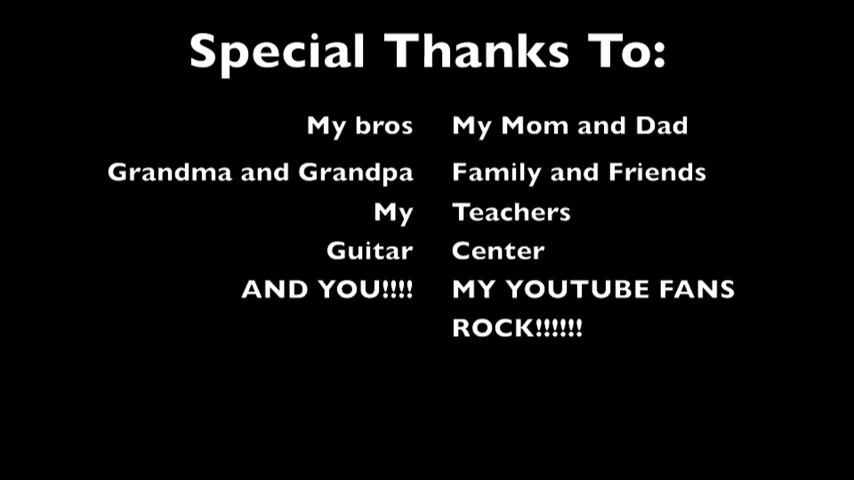 Special Thanks To:
My bros My Mom and Dad
Grandma and Grandpa Family and Friends
My Teachers
Guitar Center
AND YOU!!!! MY YOUTUBE FANS
ROCK!!!!!!